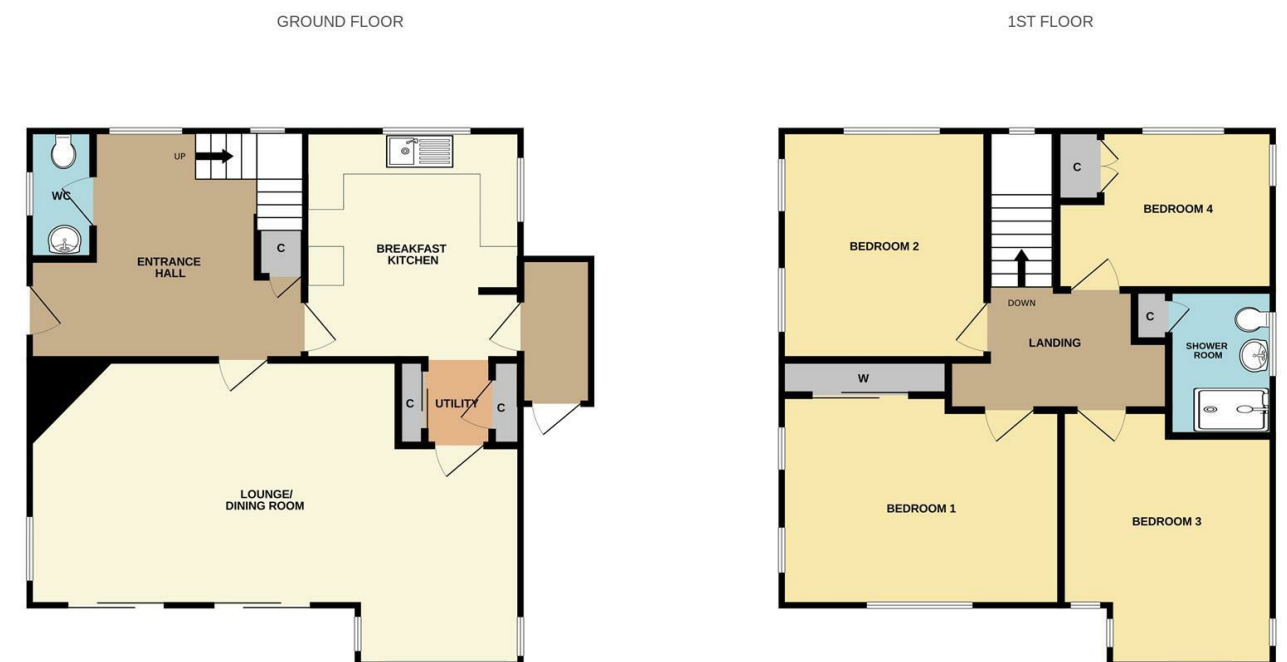 GROUND FLOOR
1ST FLOOR
UP
WC
C
ENTRANCE
HALL
BREAKFAST
KITCHEN
C
UTILITY
C
LOUNGE/
DINING ROOM
C
BEDROOM 4
BEDROOM 2
DOWN
C
LANDING
SHOWER
ROOM
W
BEDROOM 1
BEDROOM 3